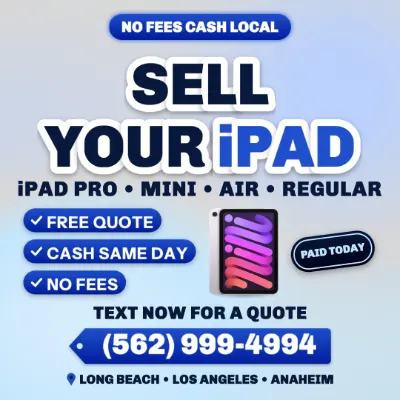 NO FEES CASH LOCAL
SELL
YOUR iPAD
iPAD PRO • MINI • AIR • REGULAR
FREE QUOTE
CASH SAME DAY
NO FEES
PAID TODAY
TEXT NOW FOR A QUOTE
(562) 999-4994
LONG BEACH • LOS ANGELES • ANAHEIM